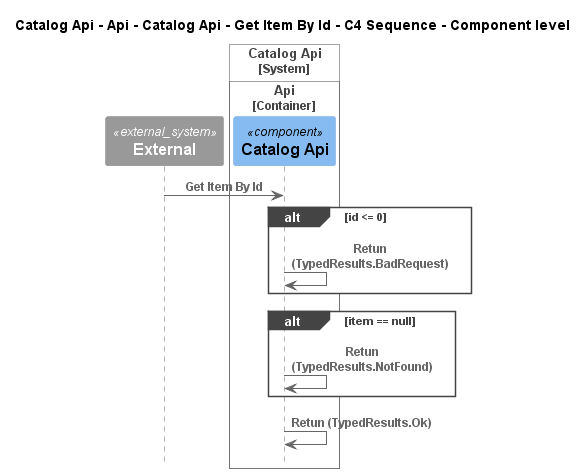 Catalog Api - Api - Catalog Api - Get Item By Id - C4 Sequence - Component level
Catalog Api
[System]
Api
[Container]
«external_system»
External
«component»
Catalog Api
Get Item By Id
alt
[id <= 0]
Retun
(TypedResults.BadRequest)
alt
[item == null]
Retun
(TypedResults.NotFound)
Retun (TypedResults.Ok)